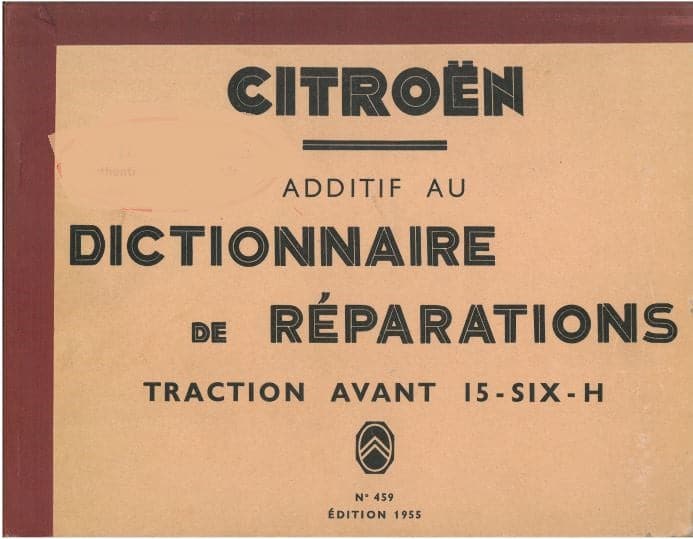 CITROËN
ADDITIF AU
DICTIONNAIRE
DE RÉPARATIONS
TRACTION AVANT 15-SIX-H
N° 459
ÉDITION 1955